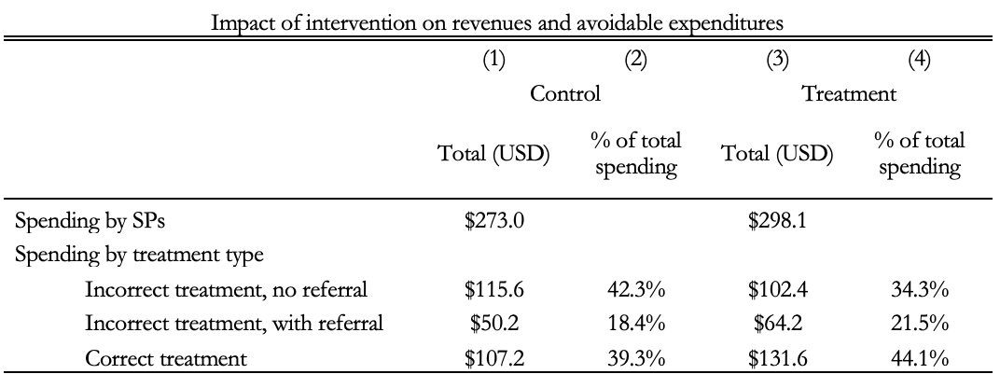 Impact of intervention on revenues and avoidable expenditures
(1) (2) (3) (4)
Control Treatment
Total (USD) % of total spending Total (USD) % of total spending
Spending by SPs $273.0 $298.1
Spending by treatment type
Incorrect treatment, no referral $115.6 42.3% $102.4 34.3%
Incorrect treatment, with referral $50.2 18.4% $64.2 21.5%
Correct treatment $107.2 39.3% $131.6 44.1%